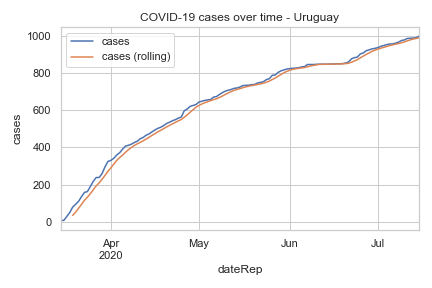 COVID-19 cases over time - Uruguay
cases
cases (rolling)
1000
800
600
400
200
0
cases
Apr
2020
May
Jun
Jul
dateRep